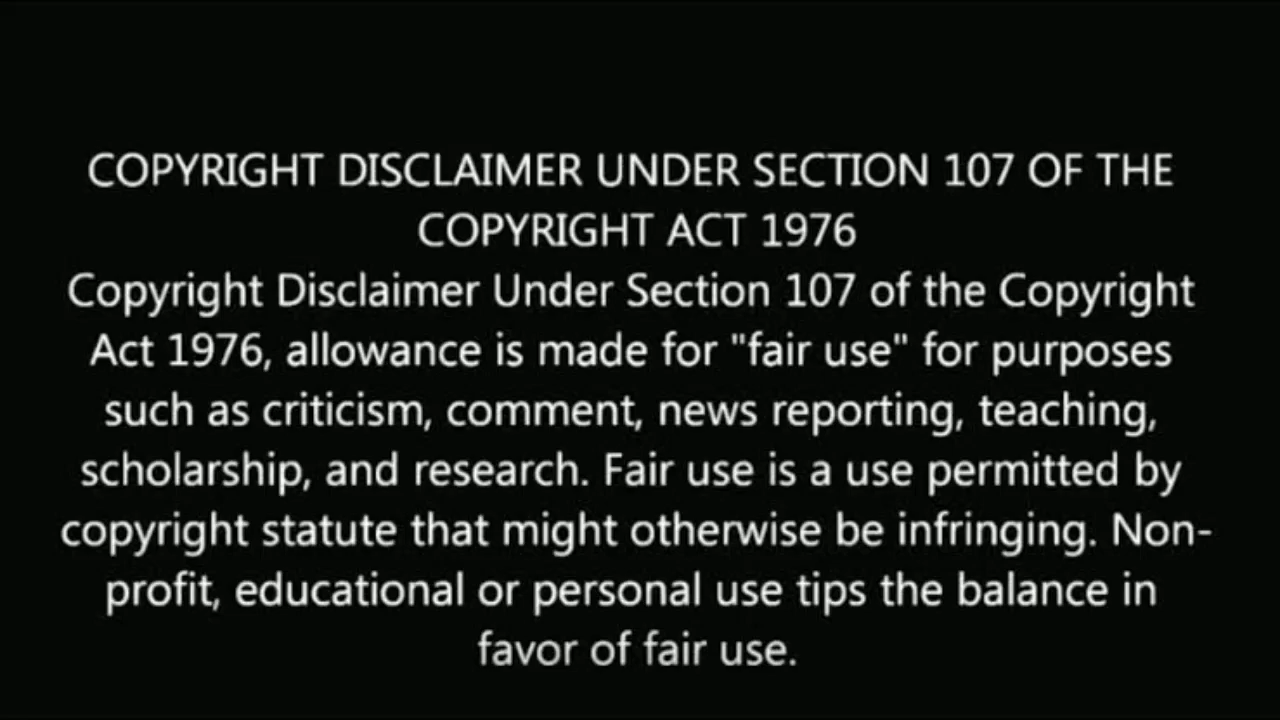 COPYRIGHT DISCLAIMER UNDER SECTION 107 OF THE
COPYRIGHT ACT 1976
Copyright Disclaimer Under Section 107 of the Copyright
Act 1976, allowance is made for "fair use" for purposes
such as criticism, comment, news reporting, teaching,
scholarship, and research. Fair use is a use permitted by
copyright statute that might otherwise be infringing. Non-
profit, educational or personal use tips the balance in
favor of fair use.